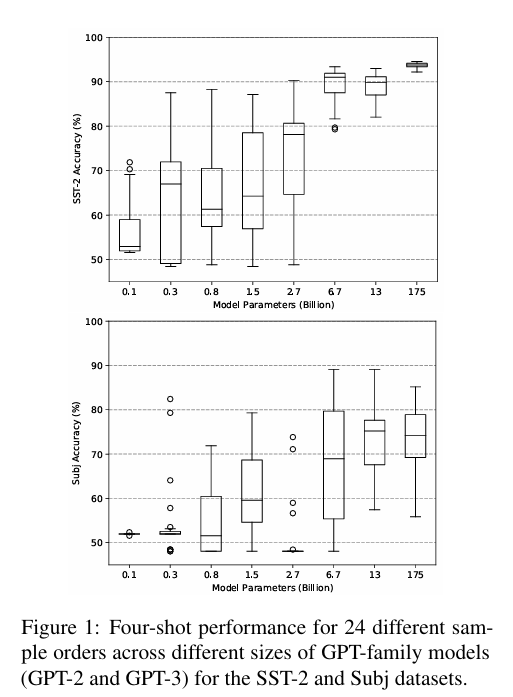 100
90
80
70
60
50
SST-2 Accuracy (%)
0.1 0.3 0.8 1.5 2.7 6.7 13 175
Model Parameters (Billion)
100
90
80
70
60
50
Subj Accuracy (%)
0.1 0.3 0.8 1.5 2.7 6.7 13 175
Model Parameters (Billion)
Figure 1: Four-shot performance for 24 different sam-
ple orders across different sizes of GPT-family models
(GPT-2 and GPT-3) for the SST-2 and Subj datasets.